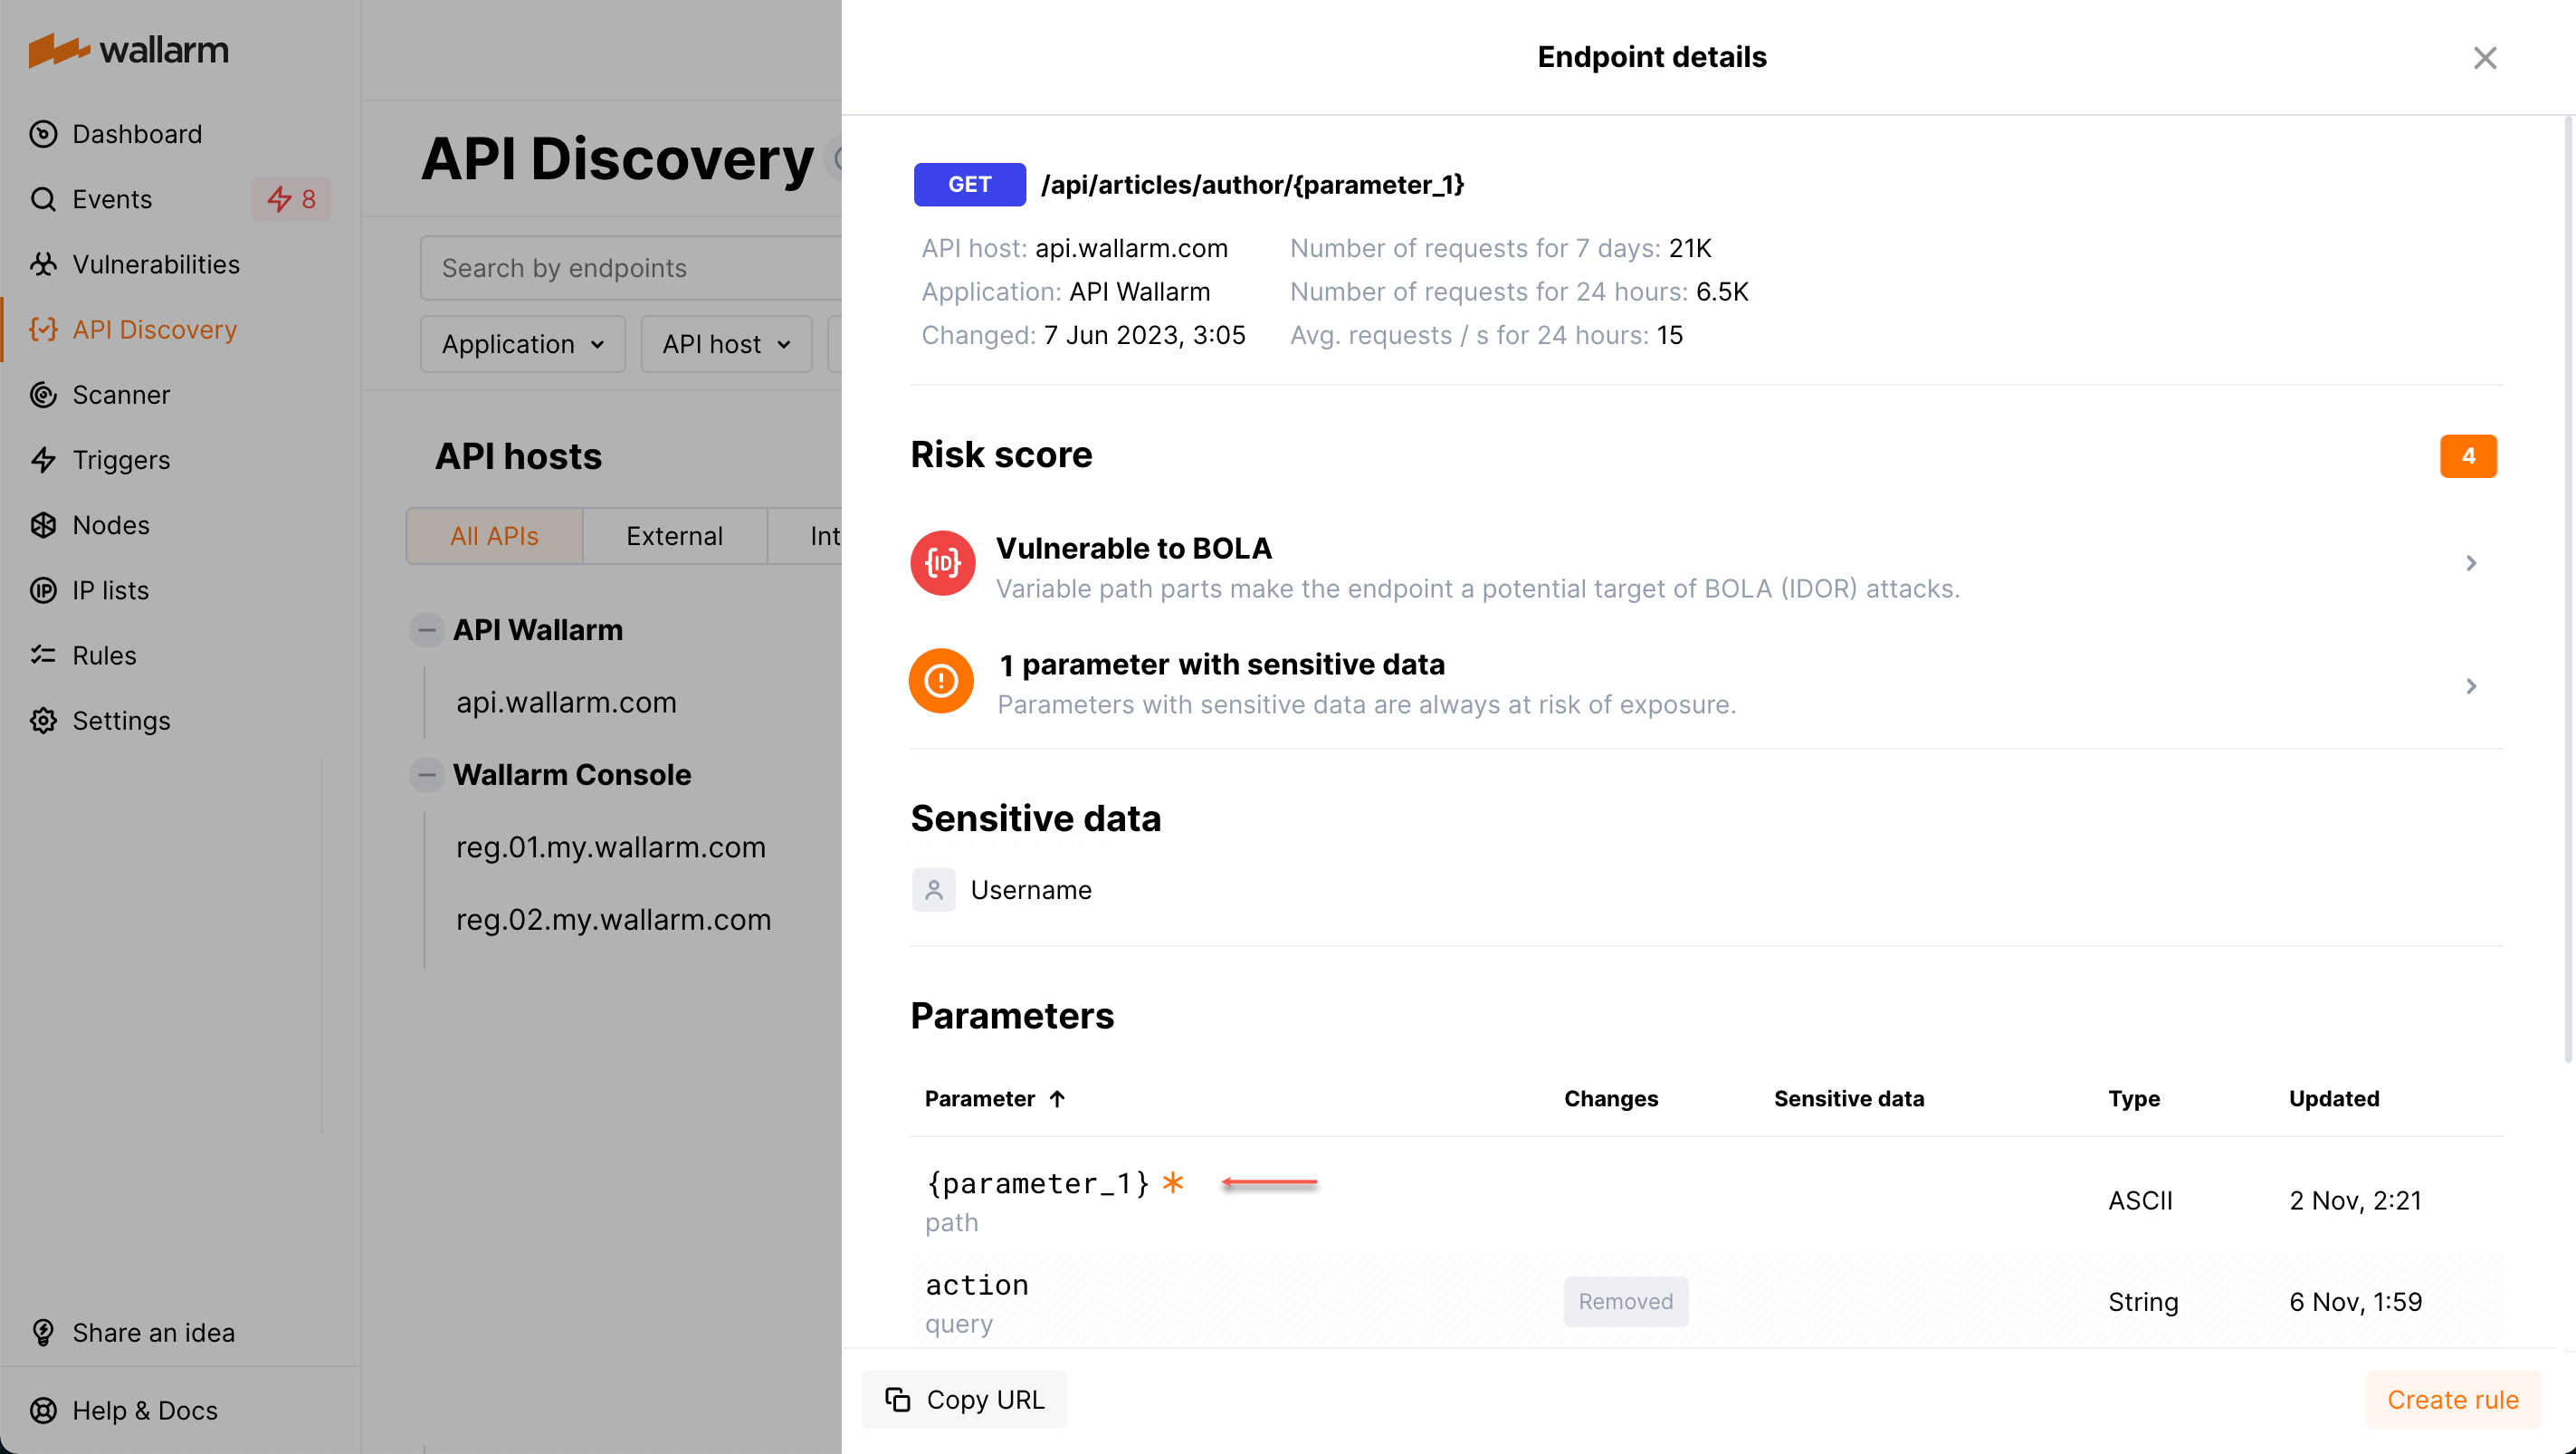 wallarm
Dashboard
Events 8
Vulnerabilities
API Discovery
Scanner
Triggers
Nodes
IP lists
Rules
Settings
Share an idea
Help & Docs
API Discovery
Search by endpoints
Application API host
API hosts
All APIs External Int
API Wallarm
api.wallarm.com
Wallarm Console
reg.01.my.wallarm.com
reg.02.my.wallarm.com
Endpoint details
GET /api/articles/author/{parameter_1}
API host: api.wallarm.com Number of requests for 7 days: 21K
Application: API Wallarm Number of requests for 24 hours: 6.5K
Changed: 7 Jun 2023, 3:05 Avg. requests / s for 24 hours: 15
Risk score 4
{ID} Vulnerable to BOLA
Variable path parts make the endpoint a potential target of BOLA (IDOR) attacks.
1 parameter with sensitive data
Parameters with sensitive data are always at risk of exposure.
Sensitive data
Username
Parameters
Parameter ↑ Changes Sensitive data Type Updated
{parameter_1} * ASCII 2 Nov, 2:21
path
action Removed String 6 Nov, 1:59
query
Copy URL Create rule